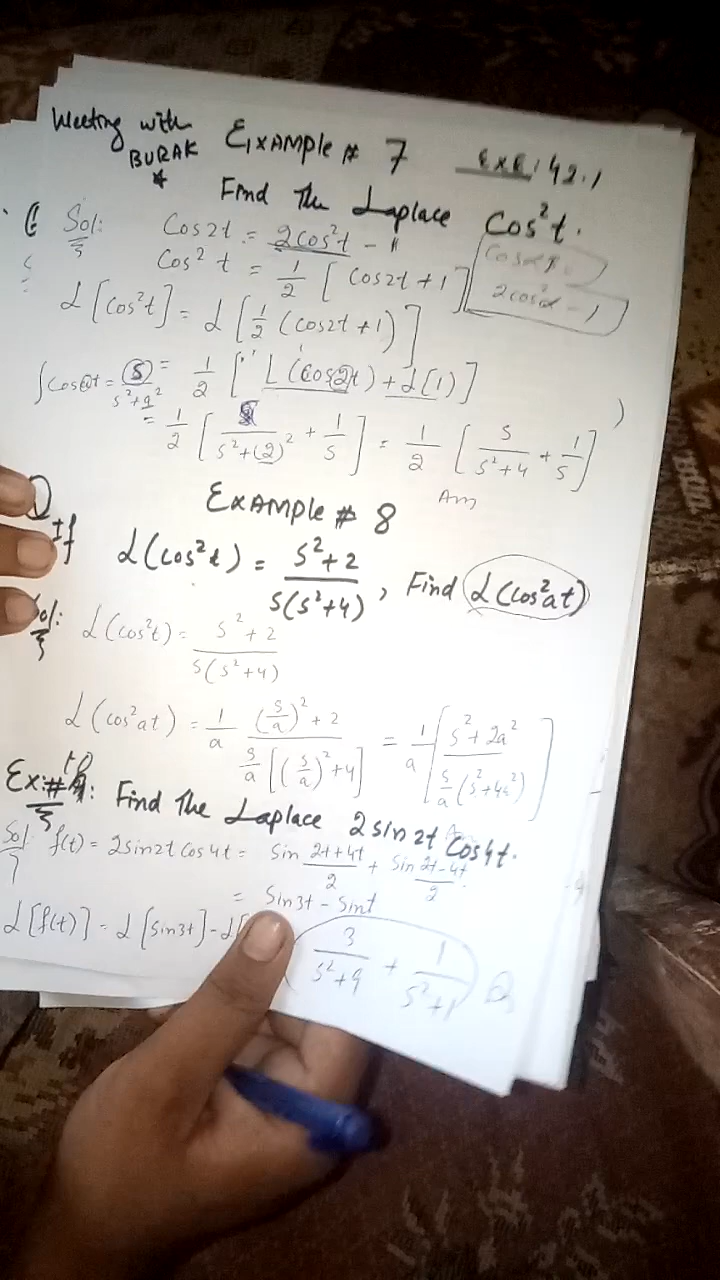 Meeting with BURAK * EXAMPLE # 7 EXE: 42.1
Find The Laplace Cos²t.
Sol: Cos2t = 2cos²t - 1
Cos² t = 1/2 [cos2t + 1]
2cos²α - 1
L[cos²t] = L[1/2 (cos2t + 1)]
= 1/2 [L(cos2t) + L(1)]
∫Cosat = s/s²+a²
= 1/2 [s/s²+(2)² + 1/s] = 1/2 [s/s²+4 + 1/s]
Ans
EXAMPLE # 8
If L(cos²t) = s²+2/s(s²+4), Find L(cos²at)
Sol: L(cos²t) = s²+2/s(s²+4)
L(cos²at) = 1/a (s/a)²+2/s/a[(s/a)²+4] = 1/a [s²+2a²/s/a(s²+4a²)]
Ex:# 10: Find The Laplace 2sin2t Cos4t.
Sol: f(t) = 2sin2t Cos4t = Sin 2t+4t/2 + Sin 2t-4t/2
= Sin3t - Sint
L[f(t)] = L[sin3t] - L
3/s²+9 + 1/s²+1